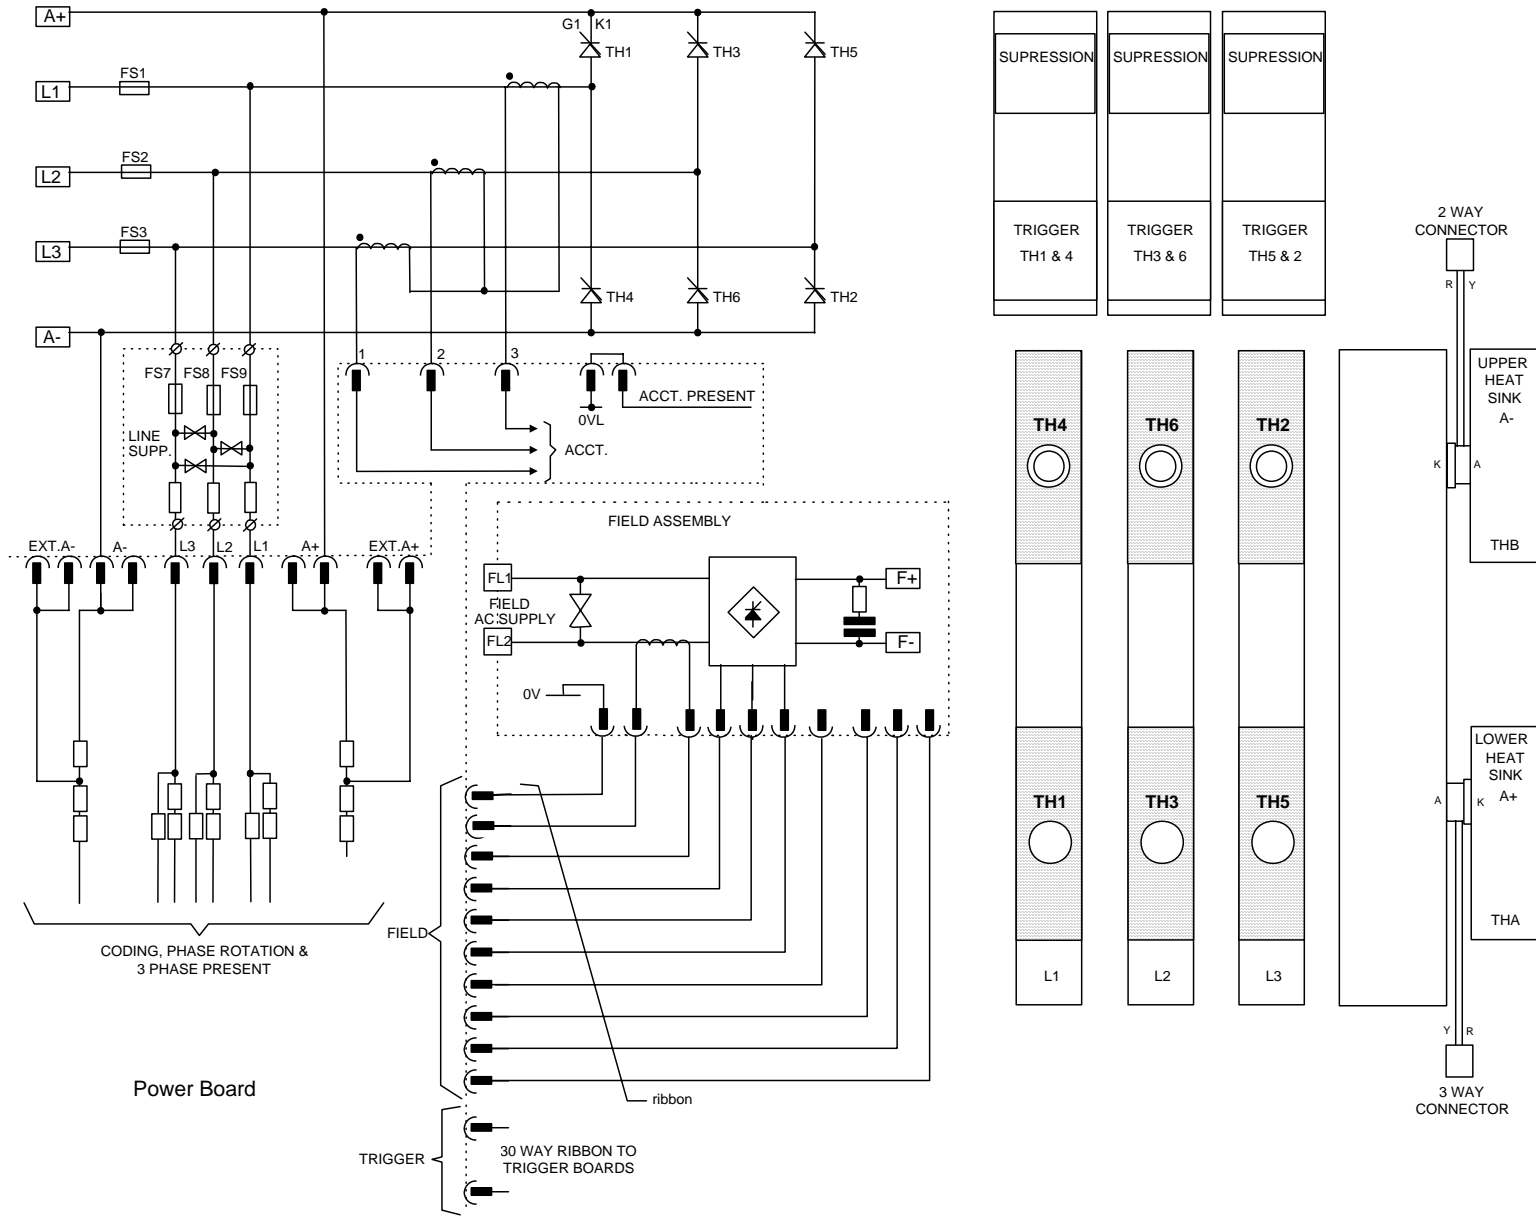 A+
G1 K1
TH1
TH3
TH5
FS1
L1
FS2
L2
FS3
L3
TH4
TH6
TH2
A-
FS7 FS8 FS9
LINE
SUPP.
1
2
3
0VL
ACCT. PRESENT
ACCT.
EXT.A-
A-
L3
L2
L1
A+
EXT.A+
FIELD ASSEMBLY
FL1
FIELD
AC SUPPLY
FL2
F+
F-
0V
CODING, PHASE ROTATION &
3 PHASE PRESENT
FIELD
Power Board
ribbon
TRIGGER
30 WAY RIBBON TO
TRIGGER BOARDS
SUPRESSION
SUPRESSION
SUPRESSION
TRIGGER
TH1 & 4
TRIGGER
TH3 & 6
TRIGGER
TH5 & 2
TH4
TH6
TH2
TH1
TH3
TH5
L1
L2
L3
2 WAY
CONNECTOR
R Y
UPPER
HEAT
SINK
A-
K A
THB
LOWER
HEAT
SINK
A+
A K
THA
Y R
3 WAY
CONNECTOR